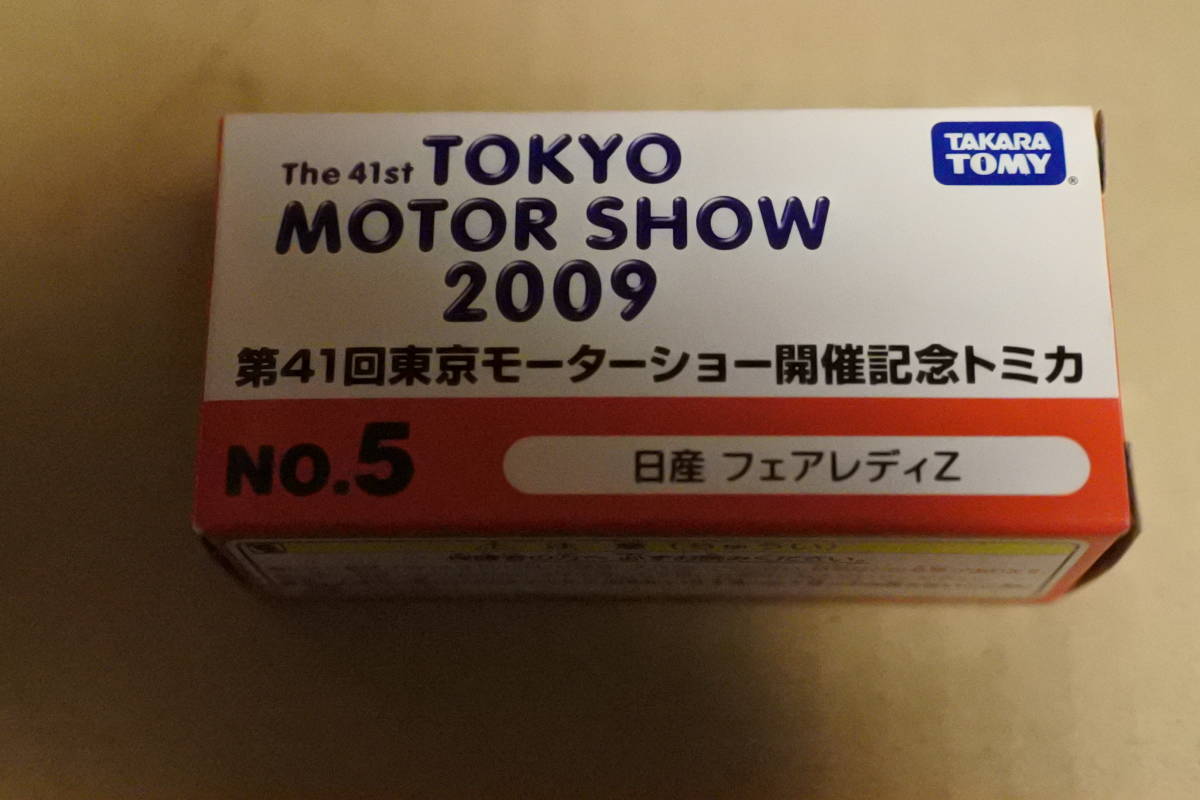 The 41st TOKYO
MOTOR SHOW
2009
TAKARA
TOMY
®
第41回東京モーターショー開催記念トミカ
NO.5
日産 フェアレディZ